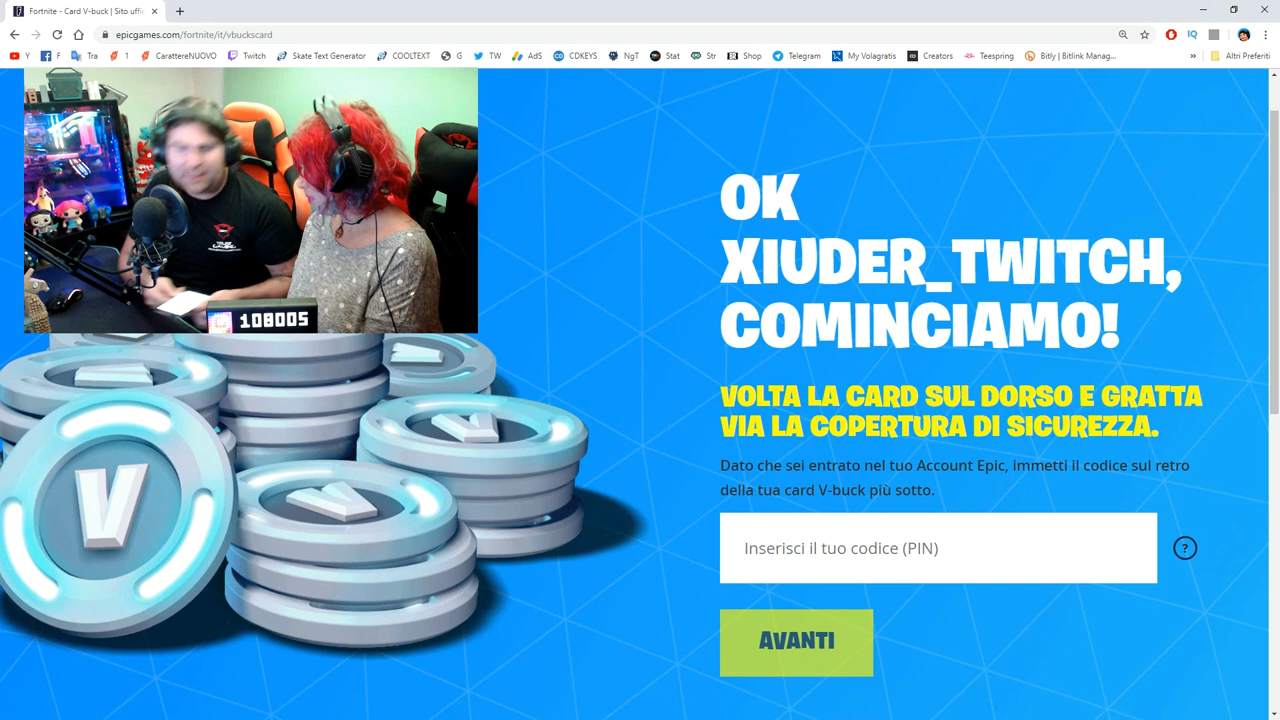 Fortnite - Card V-buck | Sito uffic
epicgames.com/fortnite/it/vbuckscard
Y F Tra 1 CarattereNUOVO Twitch Skate Text Generator COOLTEXT G TW AdS CDKEYS NgT Stat Str Shop Telegram My Volagratis Creators Teespring Bitly | Bitlink Manag... » Altri Preferiti
108005
OK
XIUDER_TWITCH,
COMINCIAMO!
VOLTA LA CARD SUL DORSO E GRATTA
VIA LA COPERTURA DI SICUREZZA.
Dato che sei entrato nel tuo Account Epic, immetti il codice sul retro
della tua card V-buck più sotto.
Inserisci il tuo codice (PIN)
?
AVANTI
V
V
V